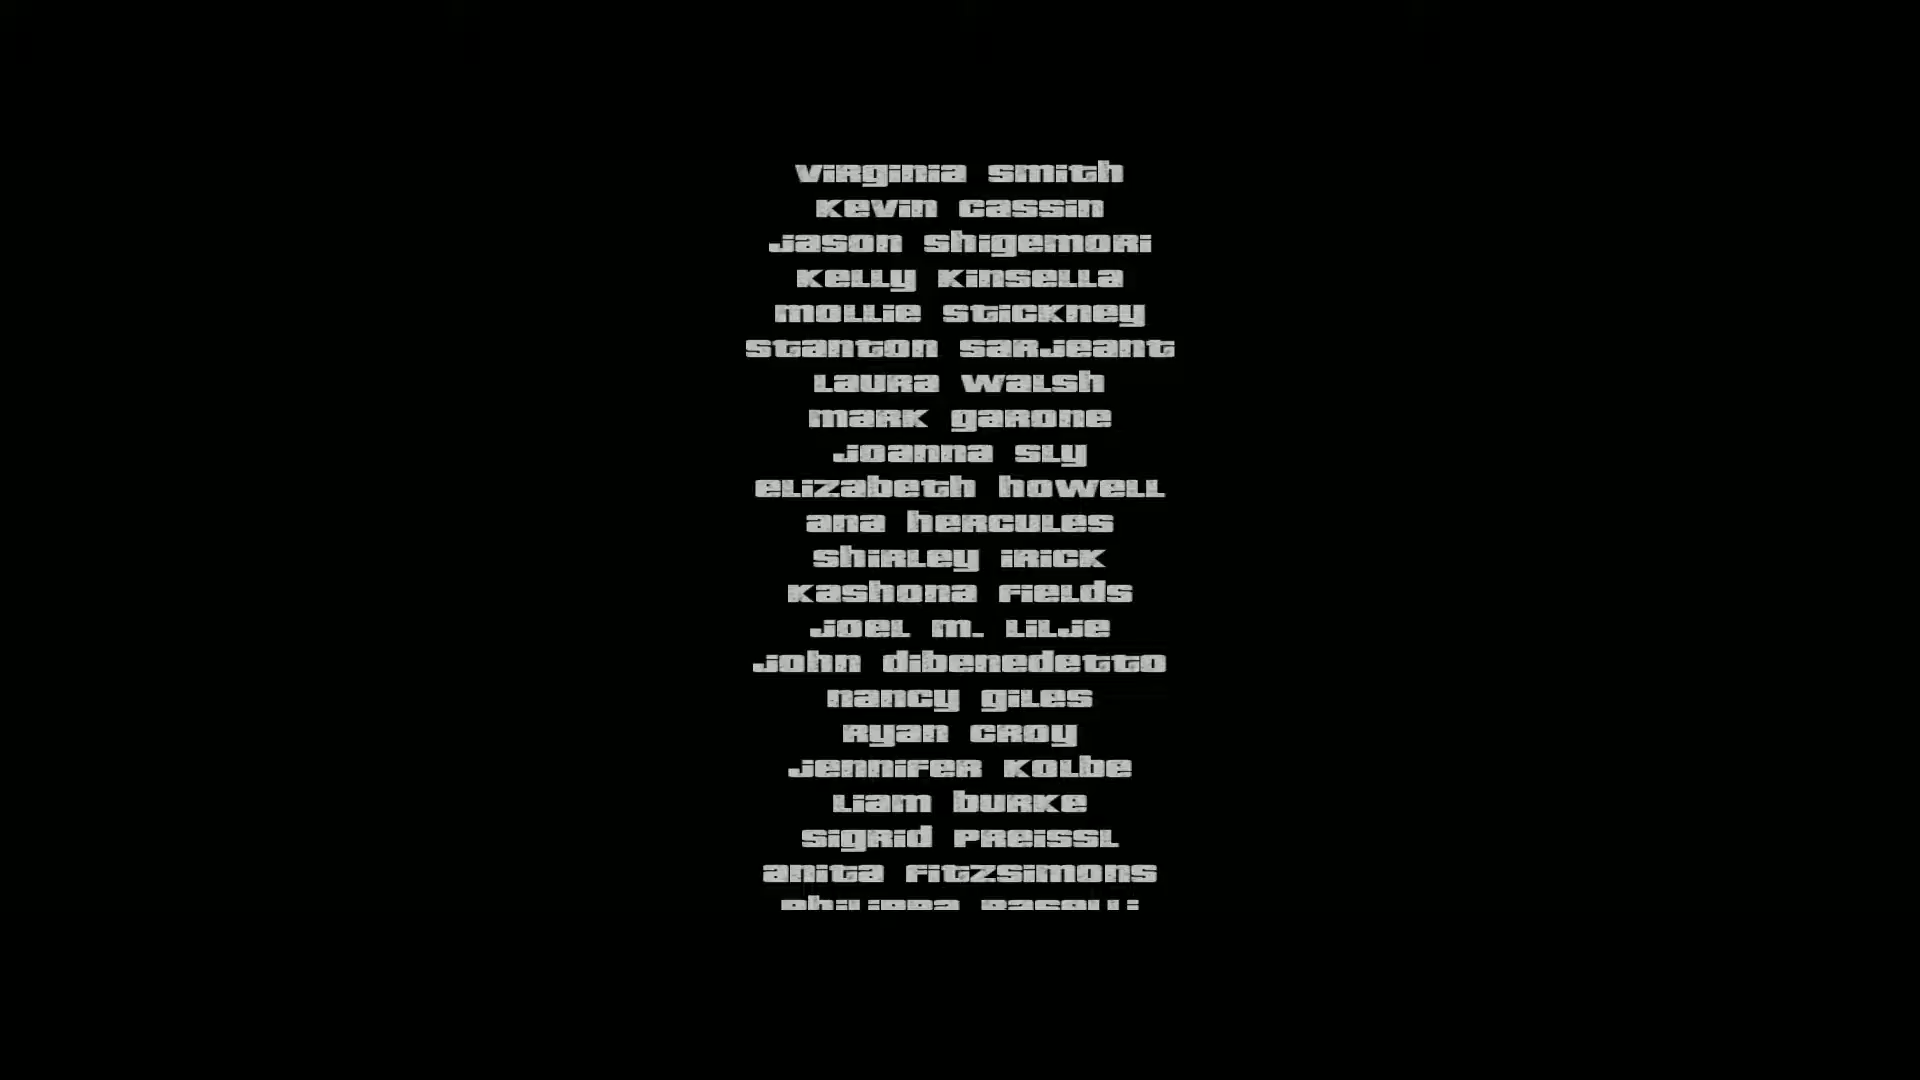 Virginia Smith
Kevin Cassin
Jason Shigemori
Kelly Kinsella
Mollie Stickney
Stanton Sarjeant
Laura Walsh
Mark Garone
Joanna Sly
Elizabeth Howell
Ana Hercules
Shirley Irick
Kashona Fields
Joel M. Lilje
John Dibenedetto
Nancy Giles
Ryan Croy
Jennifer Kolbe
Liam Burke
Sigrid Preissl
Anita Fitzsimons